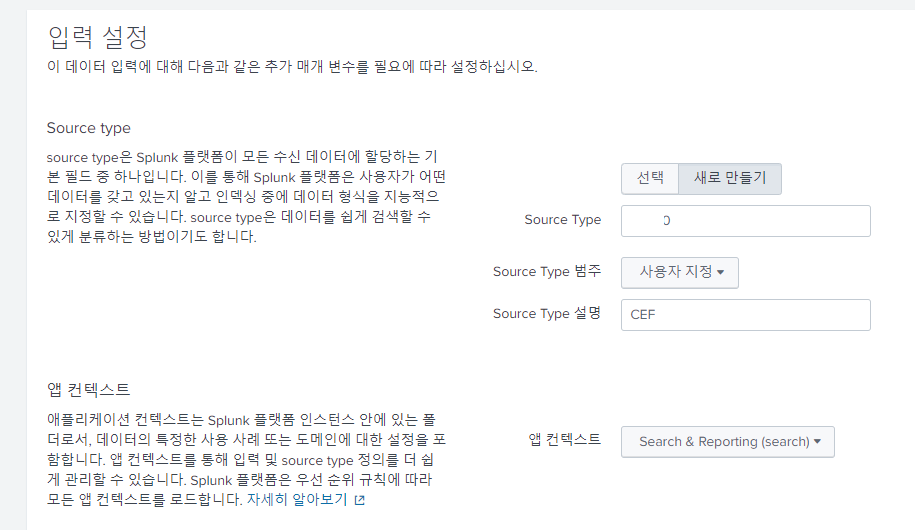 입력 설정
이 데이터 입력에 대해 다음과 같은 추가 매개 변수를 필요에 따라 설정하십시오.
Source type
source type은 Splunk 플랫폼이 모든 수신 데이터에 할당하는 기
본 필드 중 하나입니다. 이를 통해 Splunk 플랫폼은 사용자가 어떤
데이터를 갖고 있는지 알고 인덱싱 중에 데이터 형식을 지능적으
로 지정할 수 있습니다. source type은 데이터를 쉽게 검색할 수
있게 분류하는 방법이기도 합니다.
선택 새로 만들기
Source Type
Source Type 범주 사용자 지정
Source Type 설명 CEF
앱 컨텍스트
애플리케이션 컨텍스트는 Splunk 플랫폼 인스턴스 안에 있는 폴
더로서, 데이터의 특정한 사용 사례 또는 도메인에 대한 설정을 포
함합니다. 앱 컨텍스트를 통해 입력 및 source type 정의를 더 쉽
게 관리할 수 있습니다. Splunk 플랫폼은 우선 순위 규칙에 따라
모든 앱 컨텍스트를 로드합니다. 자세히 알아보기
앱 컨텍스트 Search & Reporting (search)